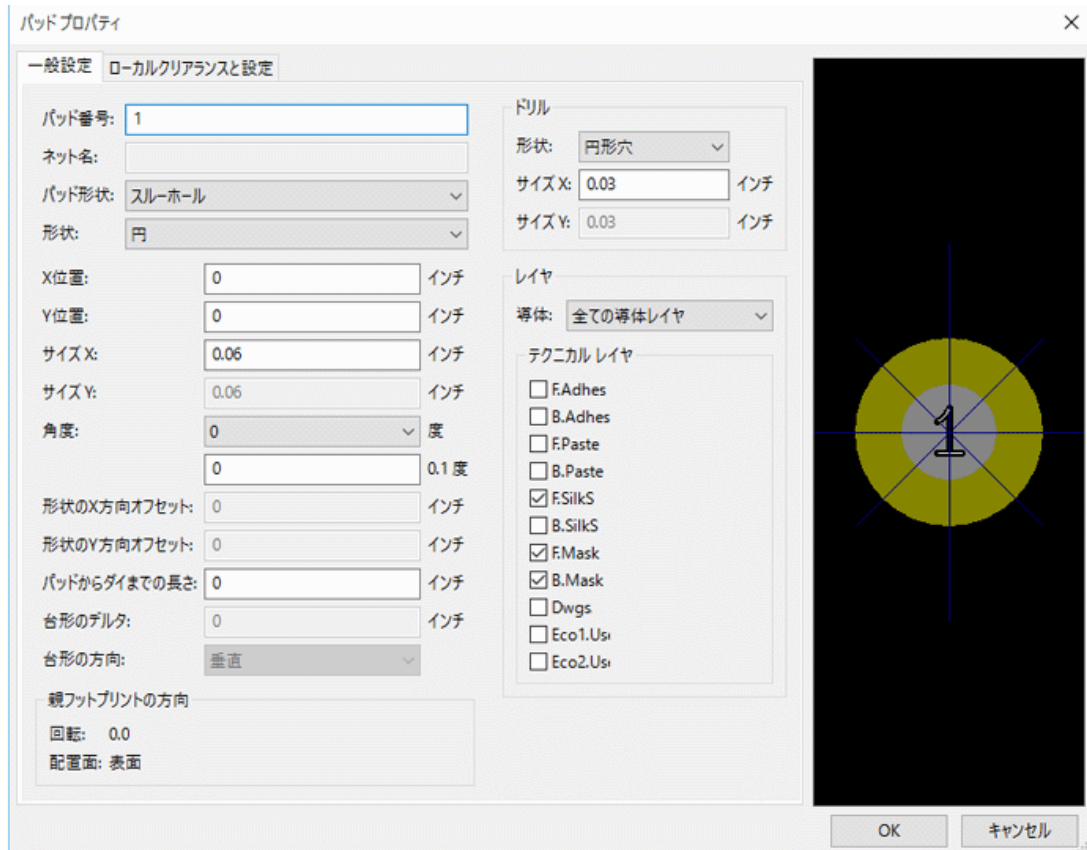 パッド プロパティ
一般設定 ローカルクリアランスと設定
パッド番号: 1
ネット名:
パッド形状: スルーホール
形状: 円
X位置: 0 インチ
Y位置: 0 インチ
サイズ X: 0.06 インチ
サイズ Y: 0.06 インチ
角度: 0 度
0 0.1 度
形状のX方向オフセット: 0 インチ
形状のY方向オフセット: 0 インチ
パッドからダイまでの長さ: 0 インチ
台形のデルタ: 0 インチ
台形の方向: 垂直
親フットプリントの方向
回転: 0.0
配置面: 表面
ドリル
形状: 円形穴
サイズ X: 0.03 インチ
サイズ Y: 0.03 インチ
レイヤ
導体: 全ての導体レイヤ
テクニカル レイヤ
F.Adhes
B.Adhes
F.Paste
B.Paste
F.SilkS
B.SilkS
F.Mask
B.Mask
Dwgs
Eco1.Us
Eco2.Us
1
OK キャンセル